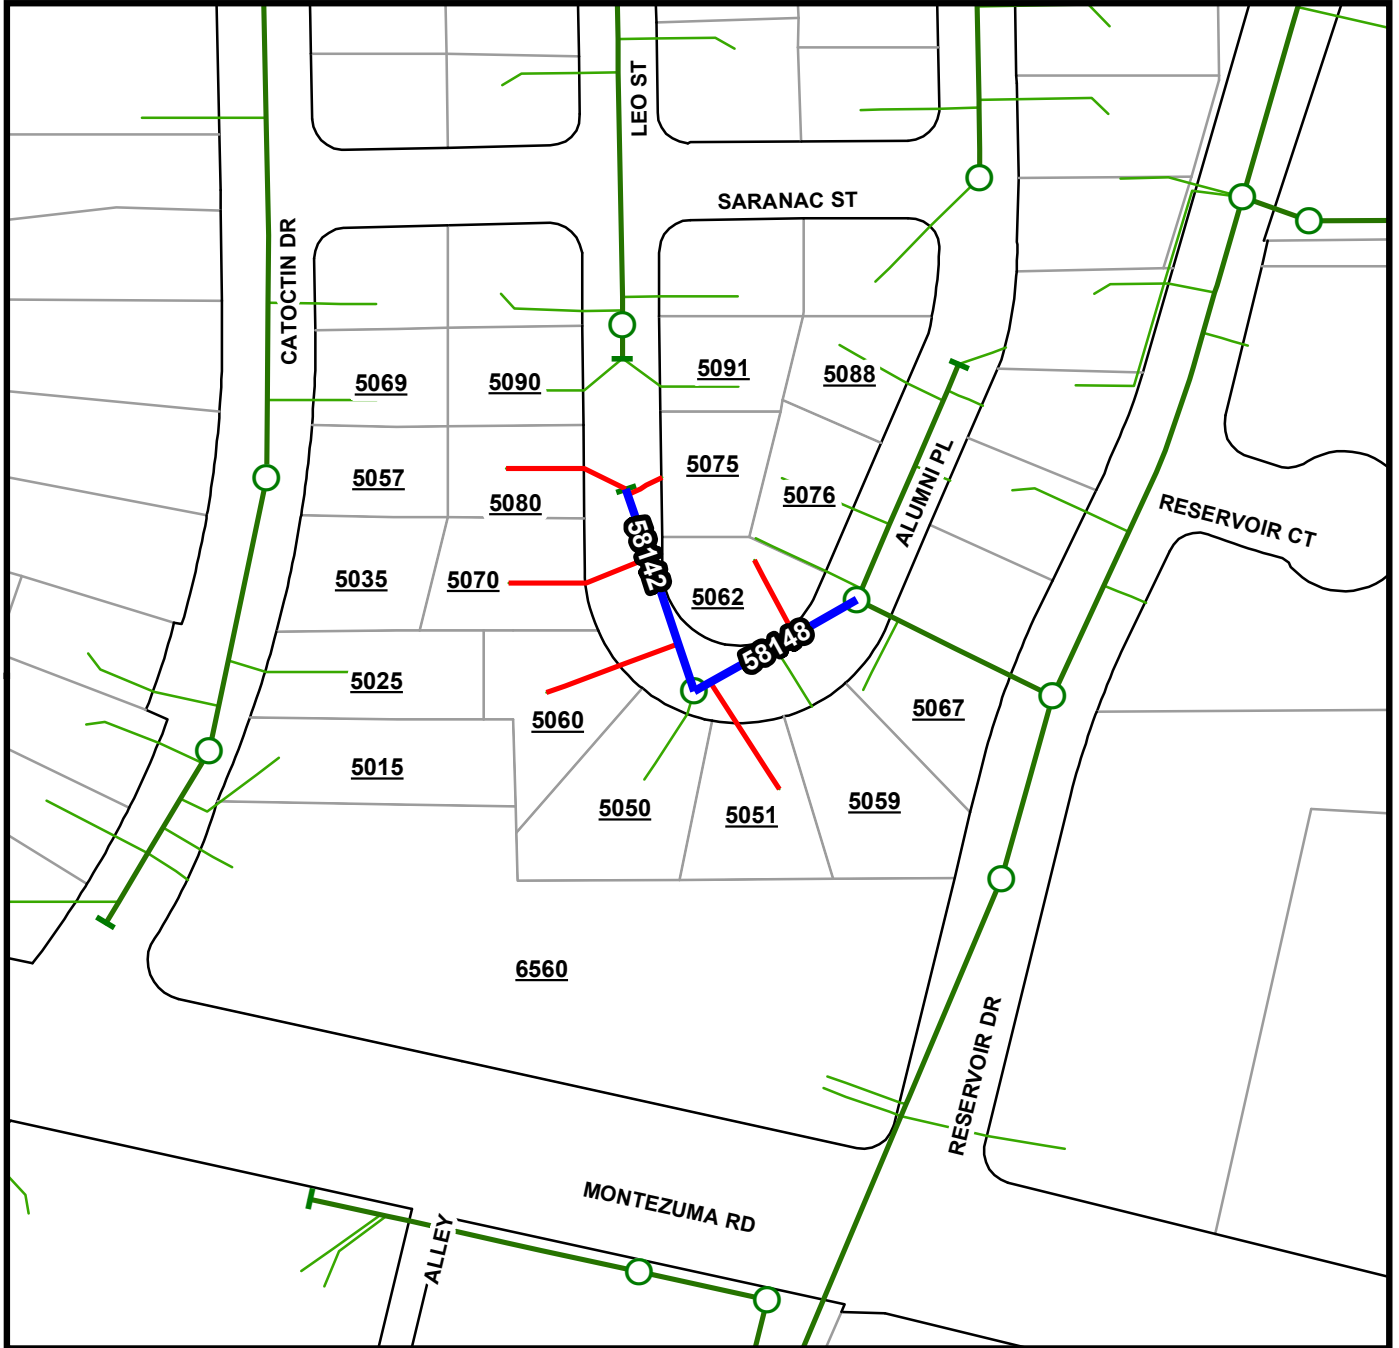 LEO ST
SARANAC ST
CATOCTIN DR
5069
5090
5091
5088
5057
5080
5075
5076
ALUMNI PL
RESERVOIR CT
58142
5035
5070
5062
58148
5025
5060
5067
5015
5050
5051
5059
6560
RESERVOIR DR
MONTEZUMA RD
ALLEY